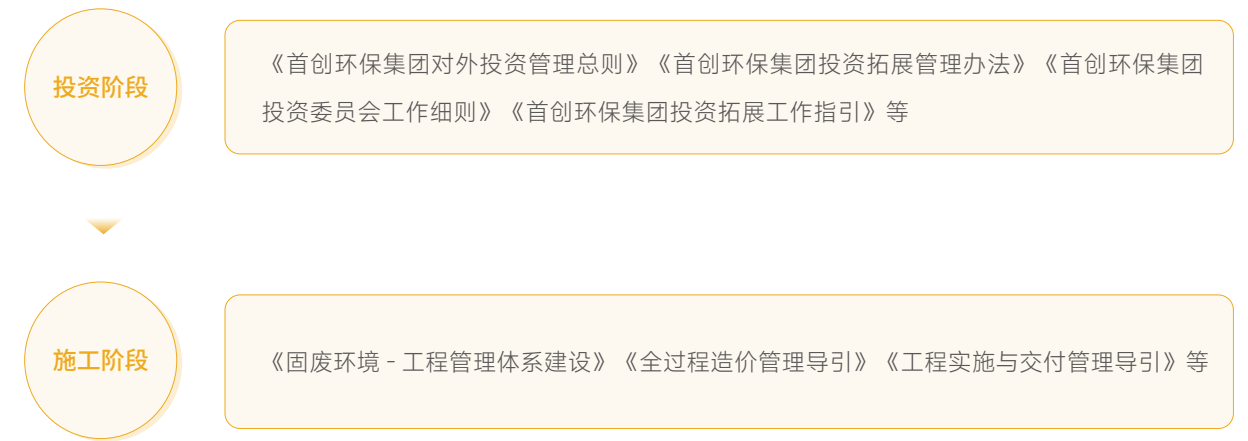 投资阶段
《首创环保集团对外投资管理总则》《首创环保集团投资拓展管理办法》《首创环保集团
投资委员会工作细则》《首创环保集团投资拓展工作指引》等
施工阶段
《固废环境 - 工程管理体系建设》《全过程造价管理导引》《工程实施与交付管理导引》等